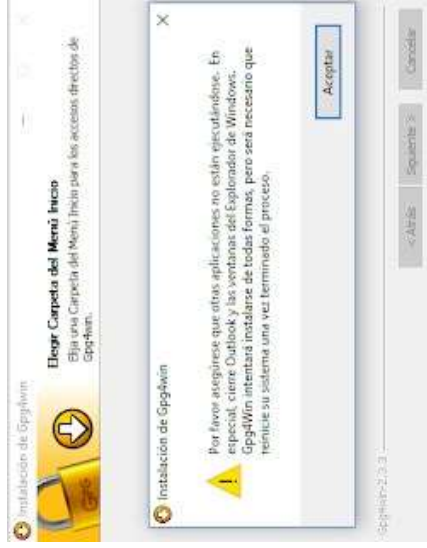 Instalación de Gpg4win
Elegir Carpeta del Menú Inicio
Elija una Carpeta del Menú Inicio para los accesos directos de
Gpg4win.
GPG
Instalación de Gpg4win
Por favor asegúrese que otras aplicaciones no están ejecutándose. En
especial, cierre Outlook y las ventanas del Explorador de Windows.
Gpg4Win intentará instalarse de todas formas, pero será necesario que
reinicie su sistema una vez terminado el proceso.
Aceptar
Gpg4win-2.3.3
< Atrás
Siguiente >
Cancelar